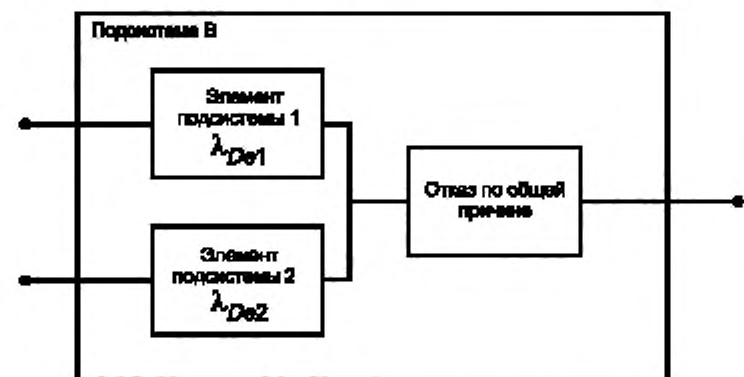 Подсистема B
Элемент
подсистемы 1
λDe1
Отказ по общей
причине
Элемент
подсистемы 2
λDe2